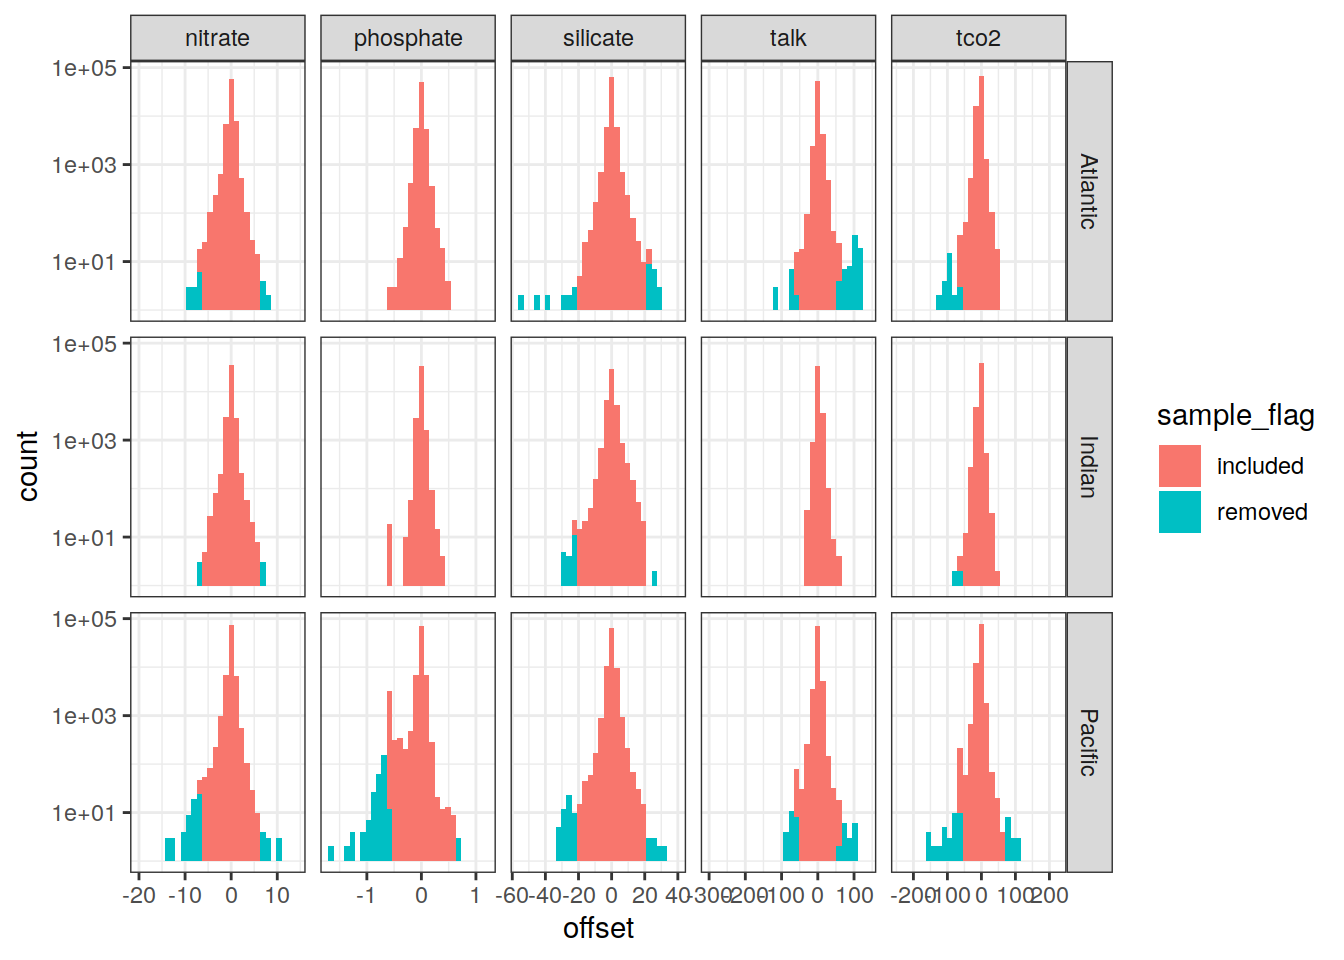 nitrate phosphate silicate talk tco2
1e+05
1e+03
1e+01
Atlantic
1e+05
1e+03
1e+01
Indian
1e+05
1e+03
1e+01
Pacific
count
-20 -10 0 10 -1 0 1 -60 -40 -20 0 20 40 -300 -200 -100 0 100 -200 -100 0 100 200
offset
sample_flag
included
removed